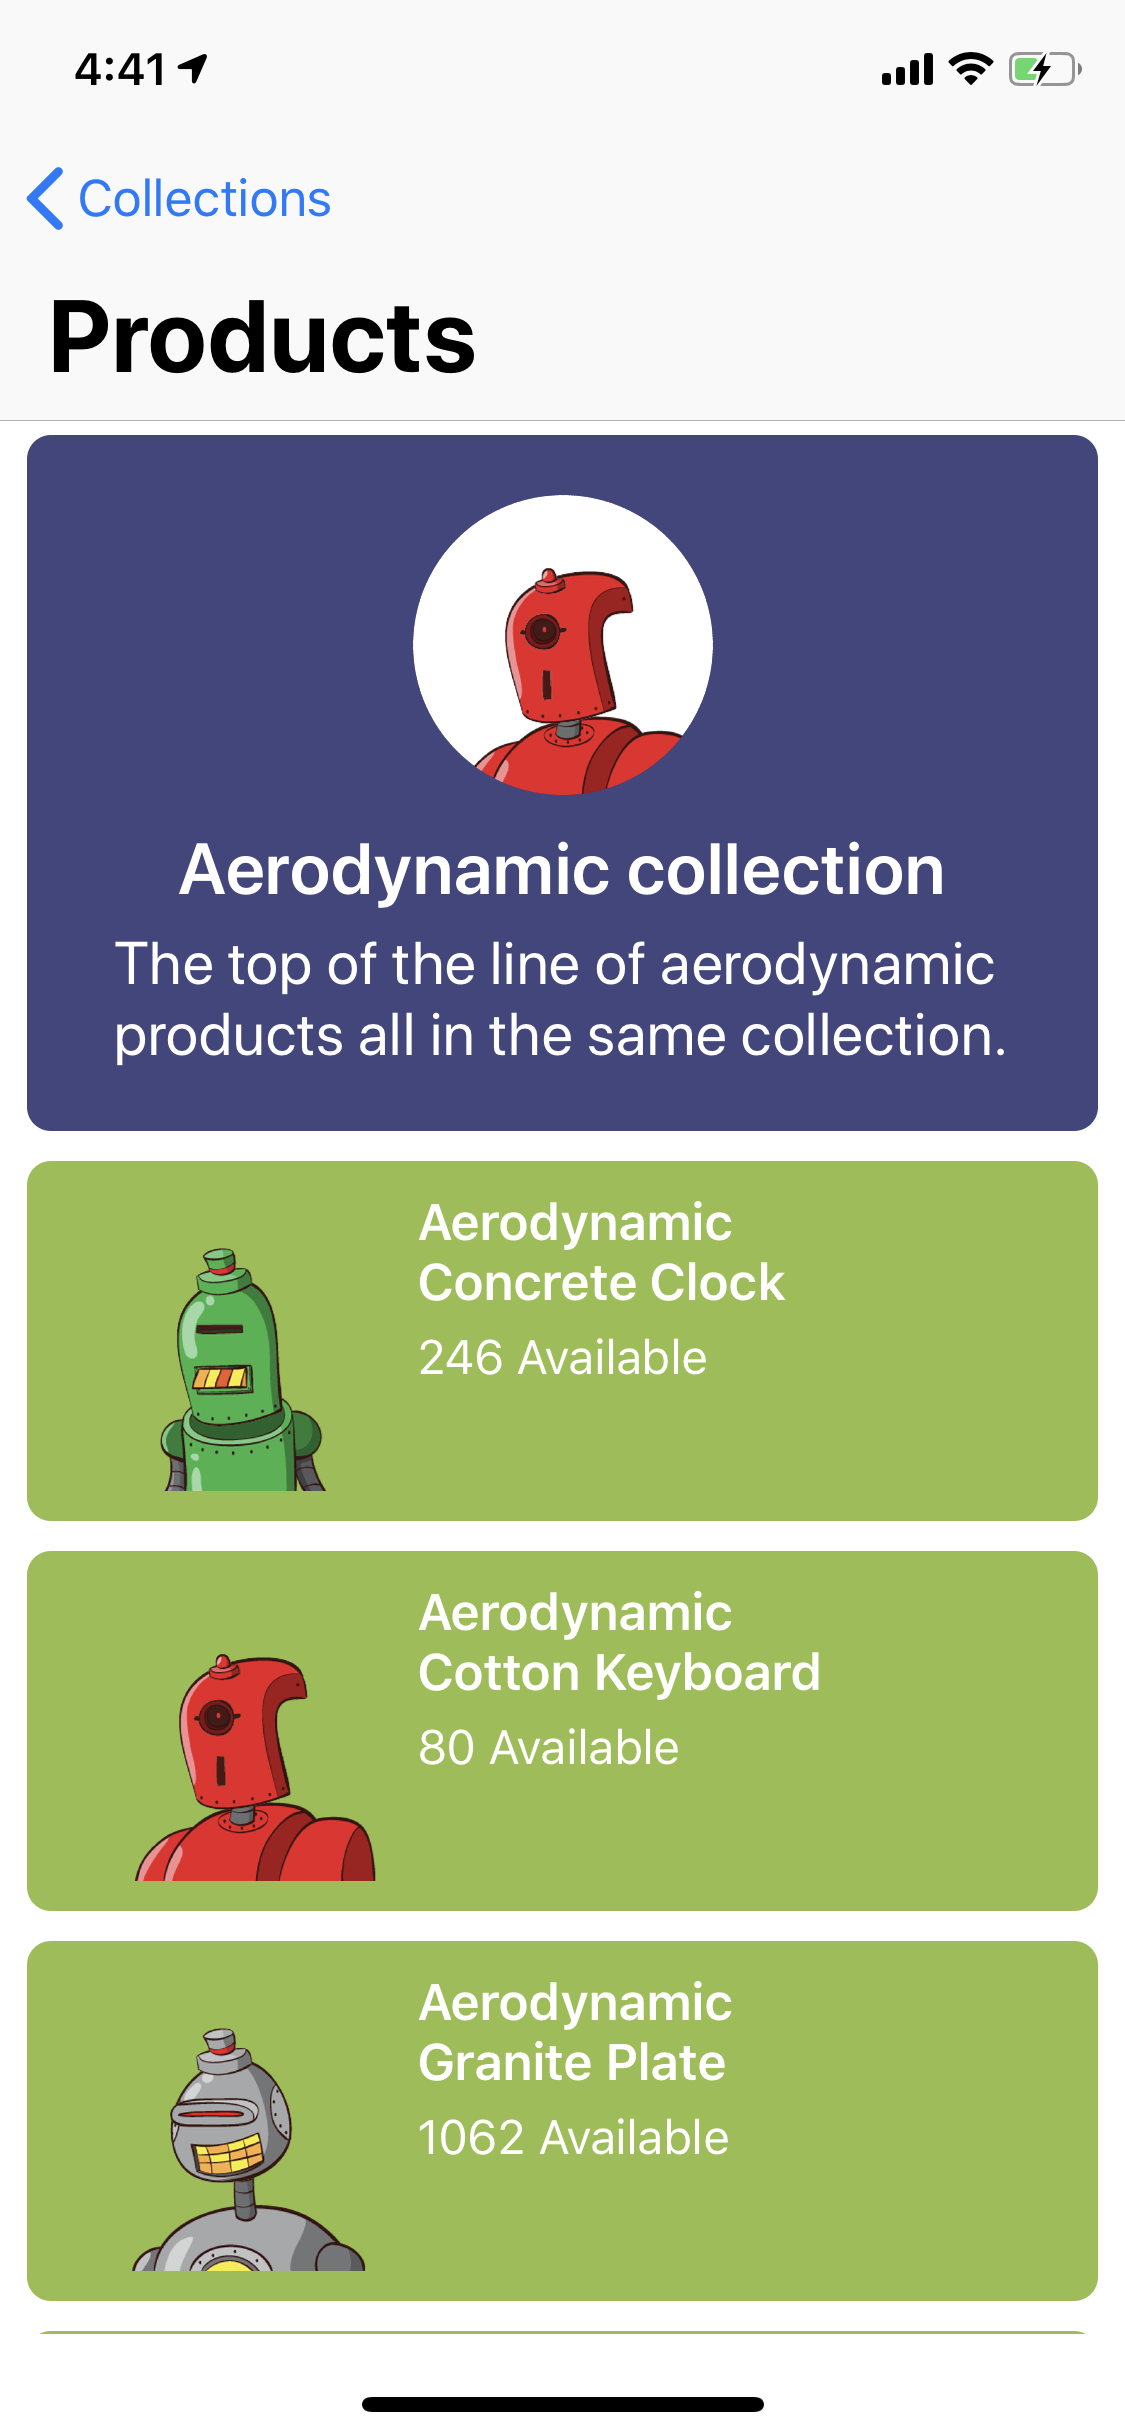 4:41
Collections
Products
Aerodynamic collection
The top of the line of aerodynamic
products all in the same collection.
Aerodynamic
Concrete Clock
246 Available
Aerodynamic
Cotton Keyboard
80 Available
Aerodynamic
Granite Plate
1062 Available